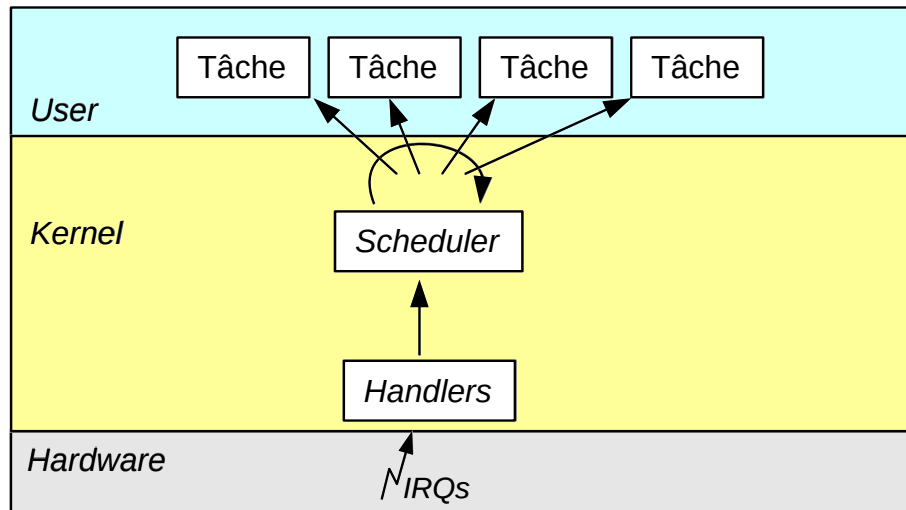 Tâche Tâche Tâche Tâche
User
Kernel
Scheduler
Handlers
Hardware
IRQs